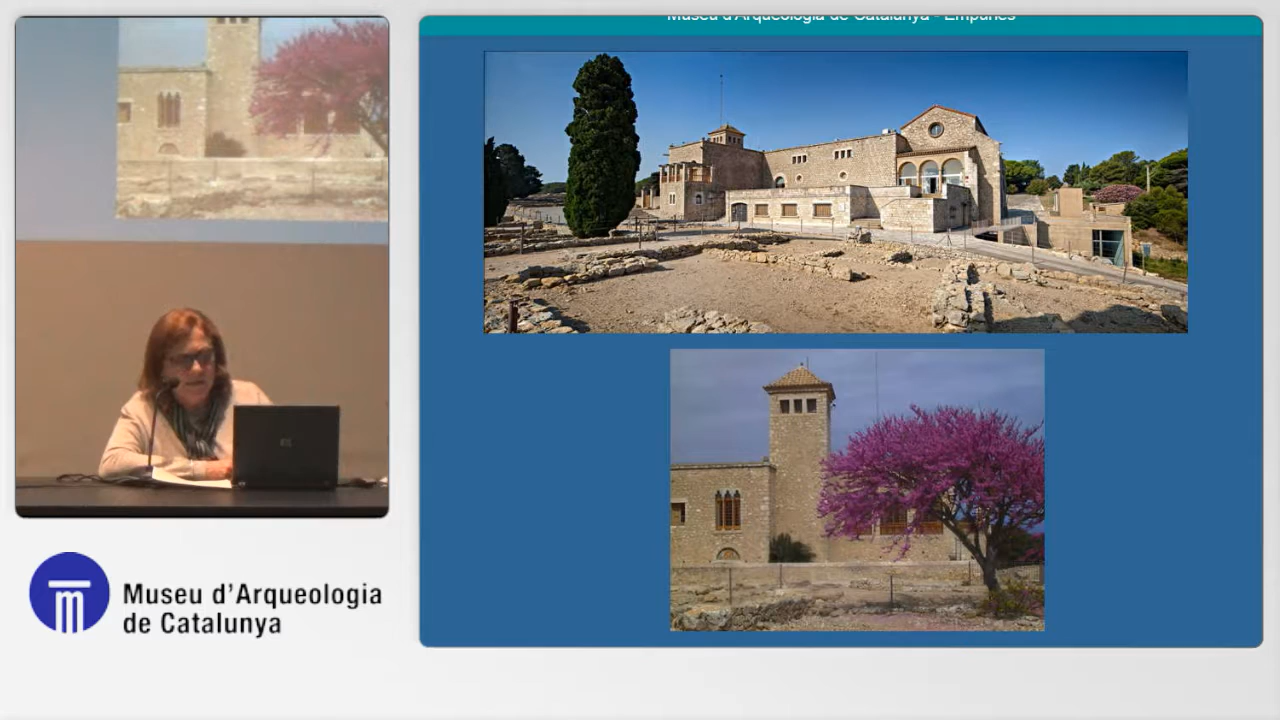 Museu d'Arqueologia de Catalunya - Empúries
Museu d'Arqueologia
de Catalunya